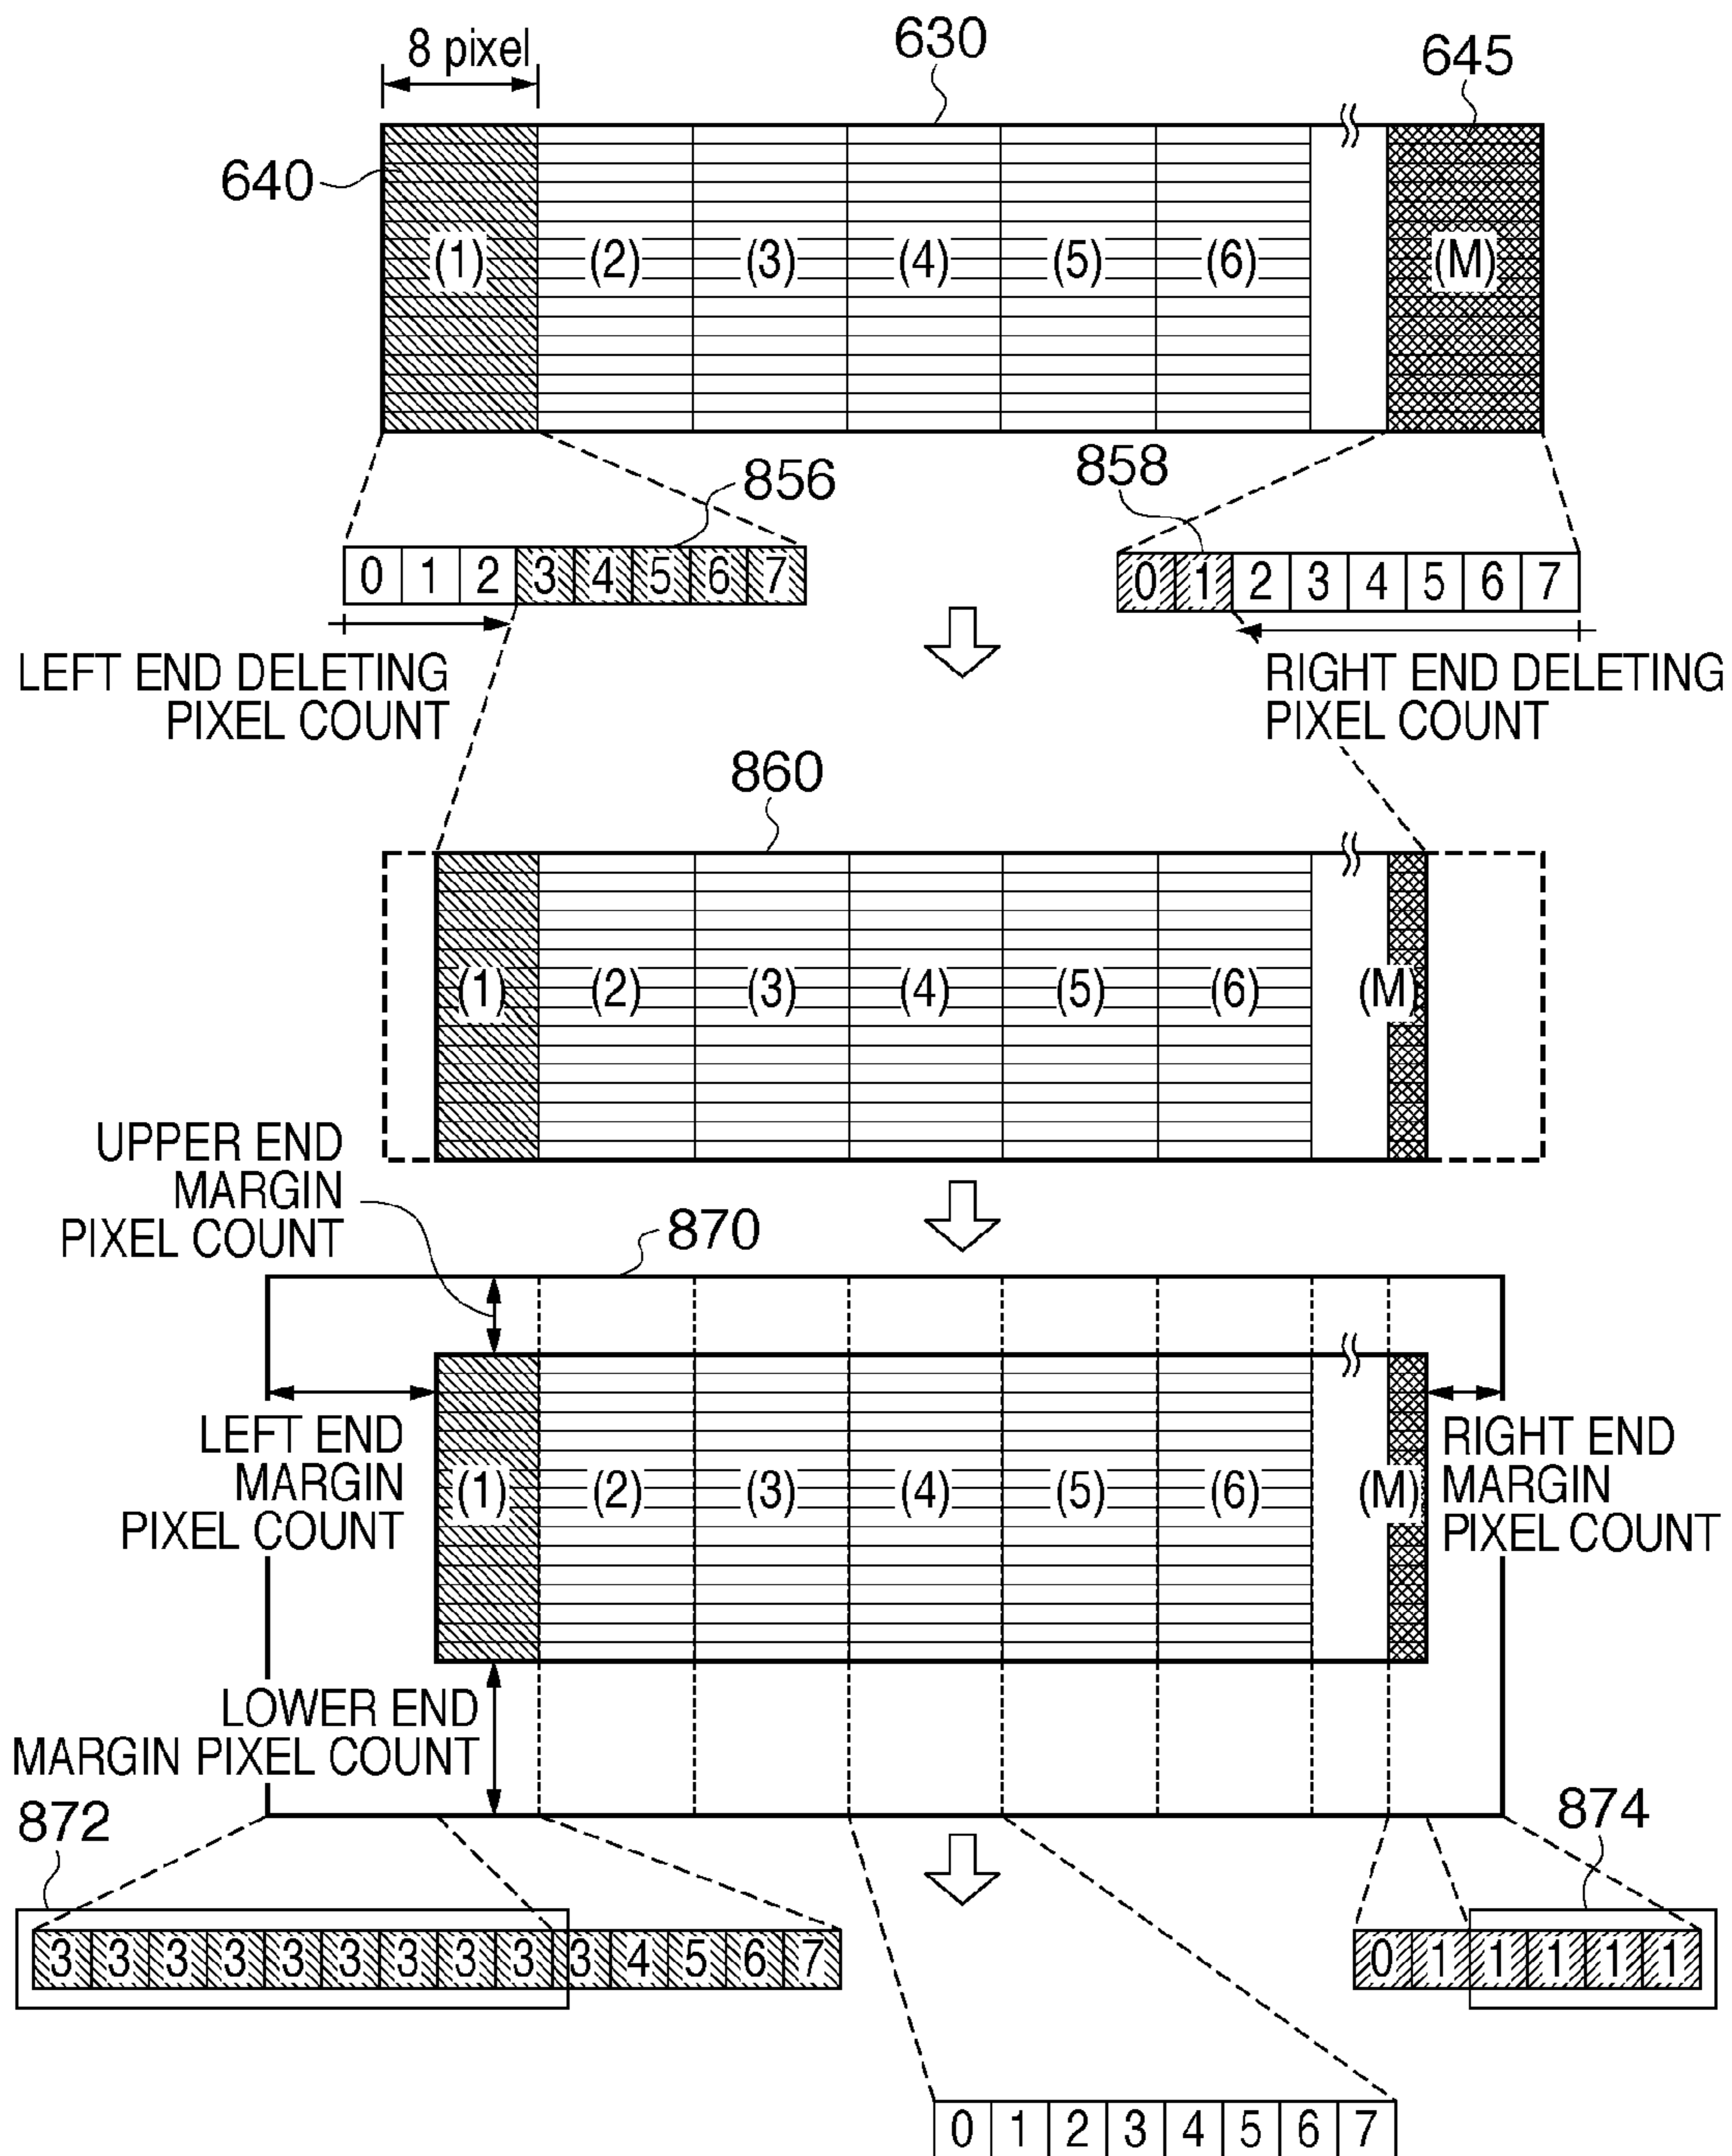 8 pixel
630
645
640
(1) (2) (3) (4) (5) (6) (M)
856
858
0 1 2 3 4 5 6 7
0 1 2 3 4 5 6 7
LEFT END DELETING
PIXEL COUNT
RIGHT END DELETING
PIXEL COUNT
860
(1) (2) (3) (4) (5) (6) (M)
UPPER END
MARGIN
PIXEL COUNT
870
LEFT END
MARGIN
PIXEL COUNT
(1) (2) (3) (4) (5) (6) (M)
RIGHT END
MARGIN
PIXEL COUNT
LOWER END
MARGIN PIXEL COUNT
872
874
3 3 3 3 3 3 3 3 3 3 4 5 6 7
0 1 1 1 1 1
0 1 2 3 4 5 6 7